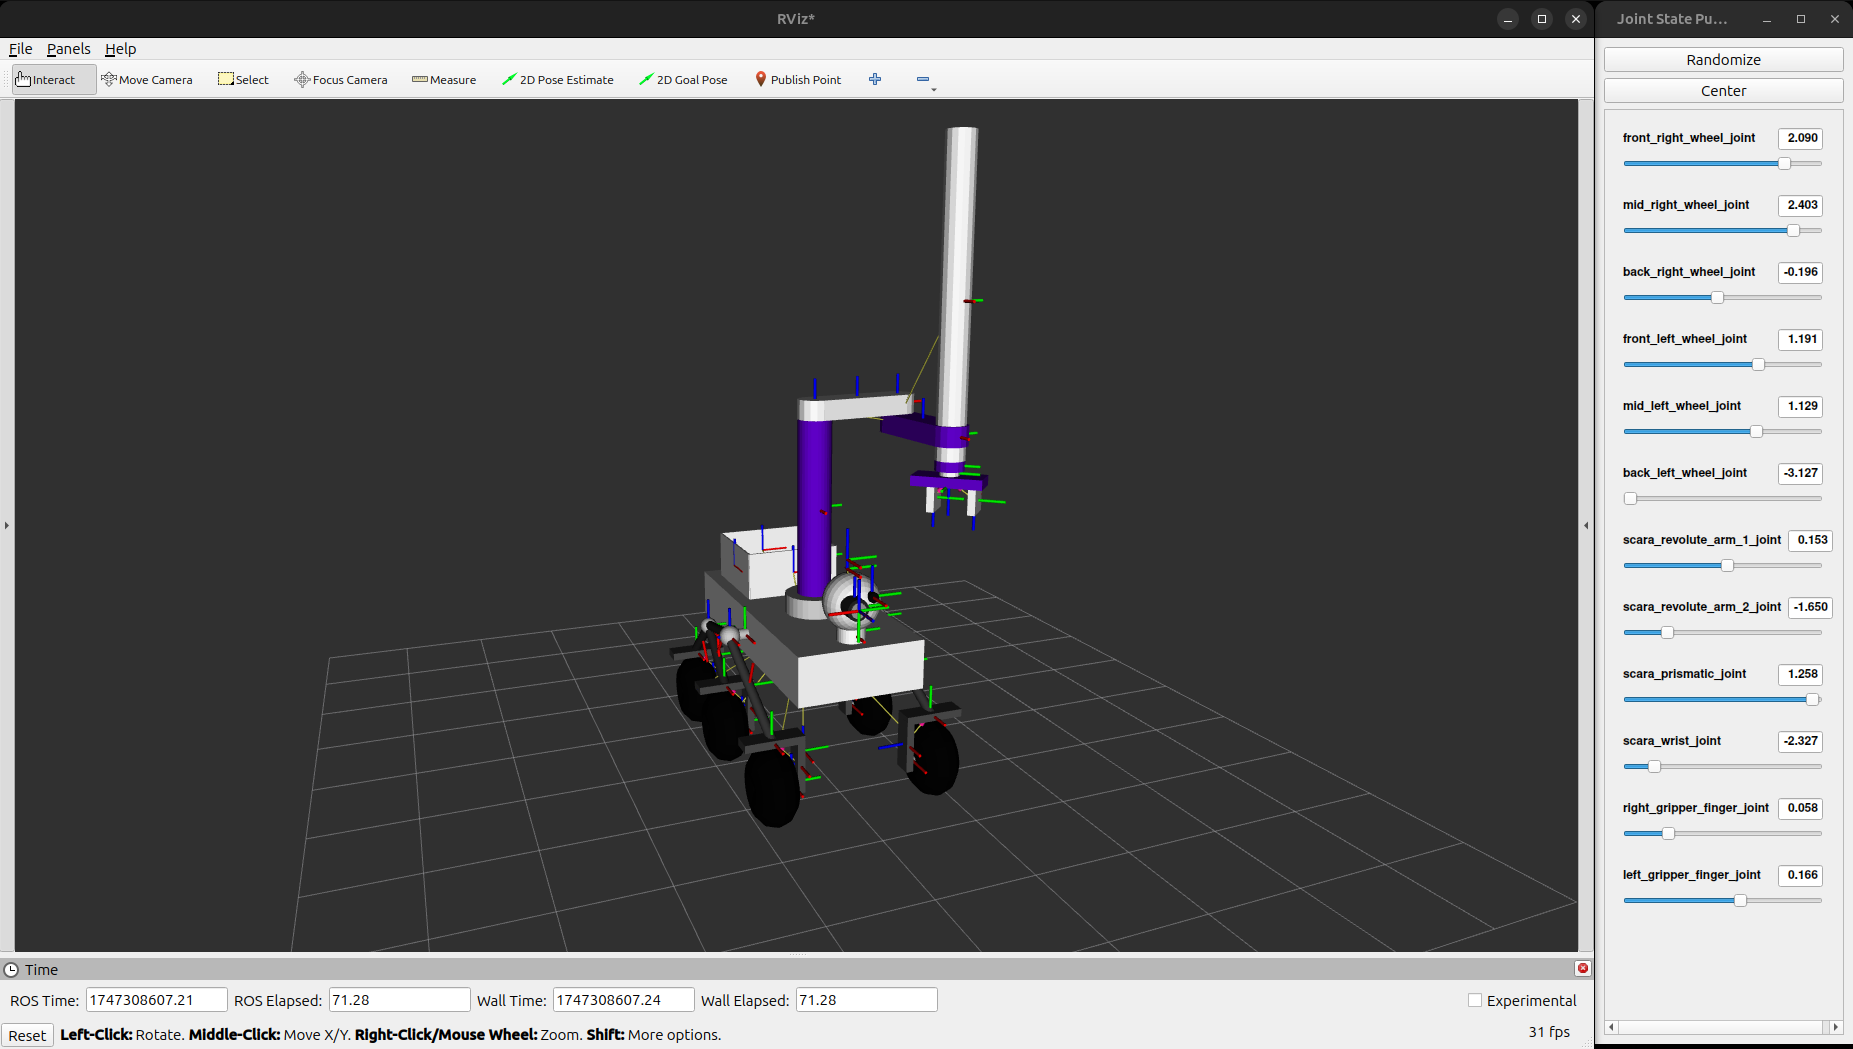 RViz*
File Panels Help
Interact Move Camera Select Focus Camera Measure 2D Pose Estimate 2D Goal Pose Publish Point
Time
ROS Time: 1747308607.21 ROS Elapsed: 71.28 Wall Time: 1747308607.24 Wall Elapsed: 71.28 Experimental
Reset Left-Click: Rotate. Middle-Click: Move X/Y. Right-Click/Mouse Wheel: Zoom. Shift: More options. 31 fps
Joint State Pu...
Randomize
Center
front_right_wheel_joint 2.090
mid_right_wheel_joint 2.403
back_right_wheel_joint -0.196
front_left_wheel_joint 1.191
mid_left_wheel_joint 1.129
back_left_wheel_joint -3.127
scara_revolute_arm_1_joint 0.153
scara_revolute_arm_2_joint -1.650
scara_prismatic_joint 1.258
scara_wrist_joint -2.327
right_gripper_finger_joint 0.058
left_gripper_finger_joint 0.166